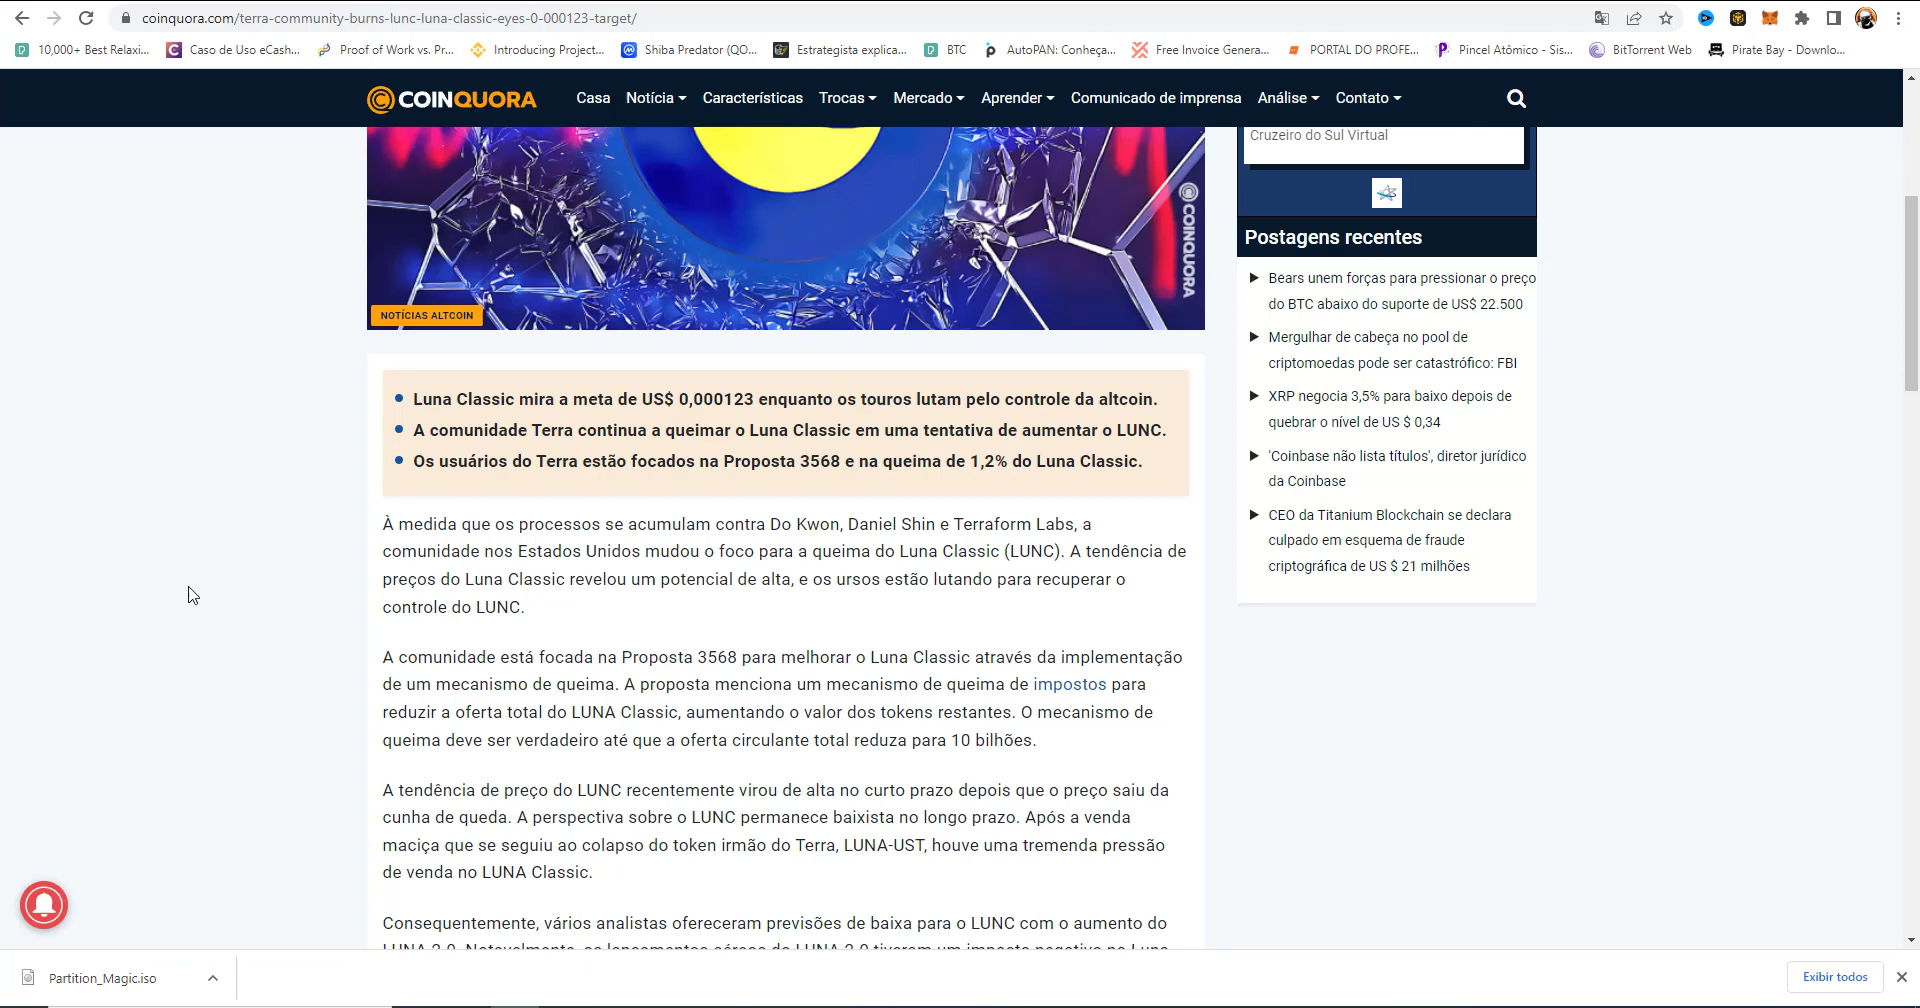 coinquora.com/terra-community-burns-lunc-luna-classic-eyes-0-000123-target/
10,000+ Best Relaxi... Caso de Uso eCash... Proof of Work vs. Pr... Introducing Project... Shiba Predator (QO... Estrategista explica... BTC AutoPAN: Conheça... Free Invoice Genera... PORTAL DO PROFE... Pincel Atômico - Sis... BitTorrent Web Pirate Bay - Downlo...
COINQUORA Casa Notícia Características Trocas Mercado Aprender Comunicado de imprensa Análise Contato
COINQUORA
NOTÍCIAS ALTCOIN
Luna Classic mira a meta de US$ 0,000123 enquanto os touros lutam pelo controle da altcoin.
A comunidade Terra continua a queimar o Luna Classic em uma tentativa de aumentar o LUNC.
Os usuários do Terra estão focados na Proposta 3568 e na queima de 1,2% do Luna Classic.
À medida que os processos se acumulam contra Do Kwon, Daniel Shin e Terraform Labs, a
comunidade nos Estados Unidos mudou o foco para a queima do Luna Classic (LUNC). A tendência de
preços do Luna Classic revelou um potencial de alta, e os ursos estão lutando para recuperar o
controle do LUNC.
A comunidade está focada na Proposta 3568 para melhorar o Luna Classic através da implementação
de um mecanismo de queima. A proposta menciona um mecanismo de queima de impostos para
reduzir a oferta total do LUNA Classic, aumentando o valor dos tokens restantes. O mecanismo de
queima deve ser verdadeiro até que a oferta circulante total reduza para 10 bilhões.
A tendência de preço do LUNC recentemente virou de alta no curto prazo depois que o preço saiu da
cunha de queda. A perspectiva sobre o LUNC permanece baixista no longo prazo. Após a venda
maciça que se seguiu ao colapso do token irmão do Terra, LUNA-UST, houve uma tremenda pressão
de venda no LUNA Classic.
Consequentemente, vários analistas ofereceram previsões de baixa para o LUNC com o aumento do
LUNA 2.0. Notavelmente, os lançamentos aéreos do LUNA 2.0 tiveram um impacto negativo no Luna
Cruzeiro do Sul Virtual
Postagens recentes
Bears unem forças para pressionar o preço
do BTC abaixo do suporte de US$ 22.500
Mergulhar de cabeça no pool de
criptomoedas pode ser catastrófico: FBI
XRP negocia 3,5% para baixo depois de
quebrar o nível de US $ 0,34
'Coinbase não lista títulos', diretor jurídico
da Coinbase
CEO da Titanium Blockchain se declara
culpado em esquema de fraude
criptográfica de US $ 21 milhões
Partition_Magic.iso
Exibir todos